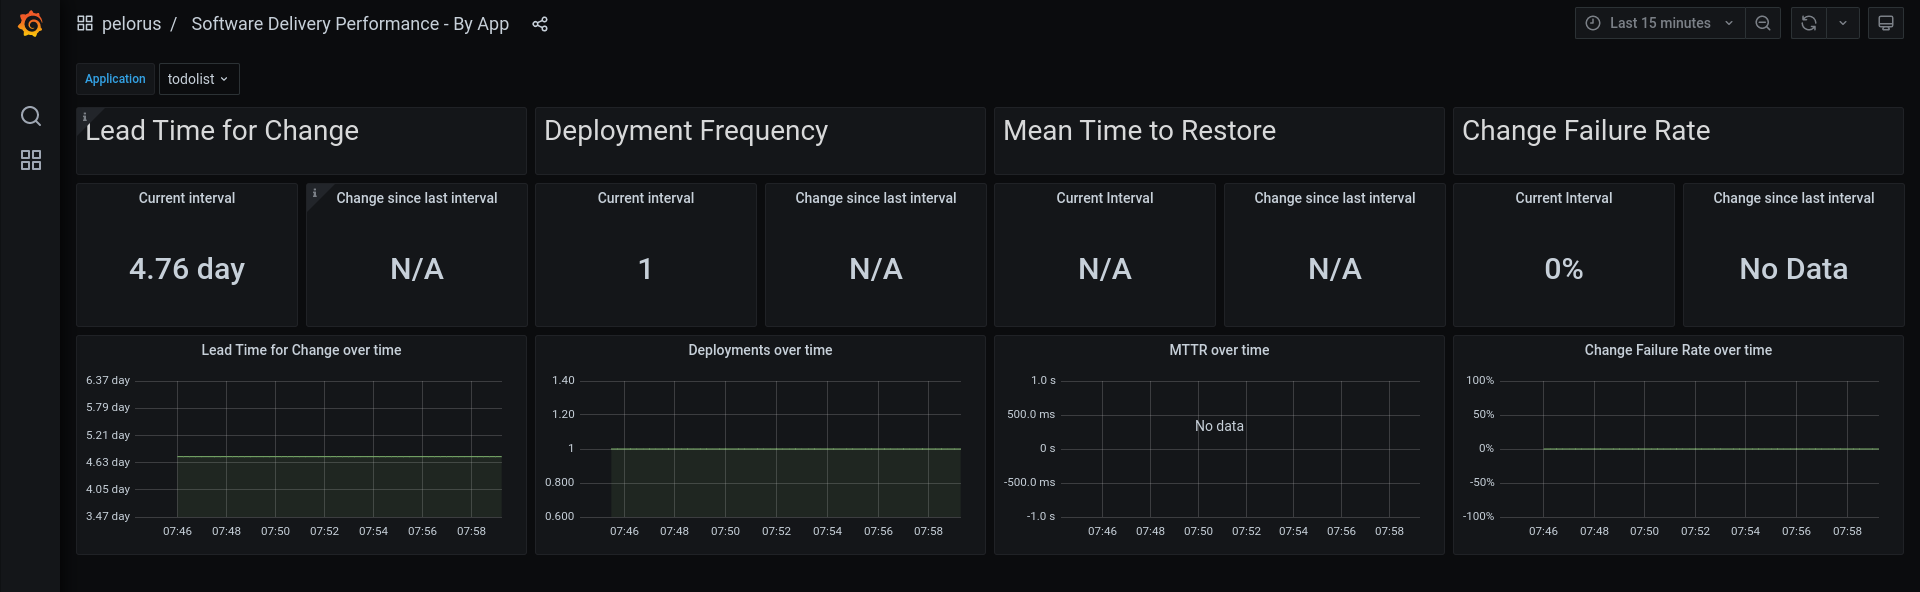 pelorus / Software Delivery Performance - By App
Last 15 minutes
Application todolist
Lead Time for Change
Deployment Frequency
Mean Time to Restore
Change Failure Rate
Current interval
4.76 day
Change since last interval
N/A
Current interval
1
Change since last interval
N/A
Current Interval
N/A
Change since last interval
N/A
Current Interval
0%
Change since last interval
No Data
Lead Time for Change over time
6.37 day
5.79 day
5.21 day
4.63 day
4.05 day
3.47 day
07:46 07:48 07:50 07:52 07:54 07:56 07:58
Deployments over time
1.40
1.20
1
0.800
0.600
07:46 07:48 07:50 07:52 07:54 07:56 07:58
MTTR over time
1.0 s
500.0 ms
No data
0 s
-500.0 ms
-1.0 s
07:46 07:48 07:50 07:52 07:54 07:56 07:58
Change Failure Rate over time
100%
50%
0%
-50%
-100%
07:46 07:48 07:50 07:52 07:54 07:56 07:58